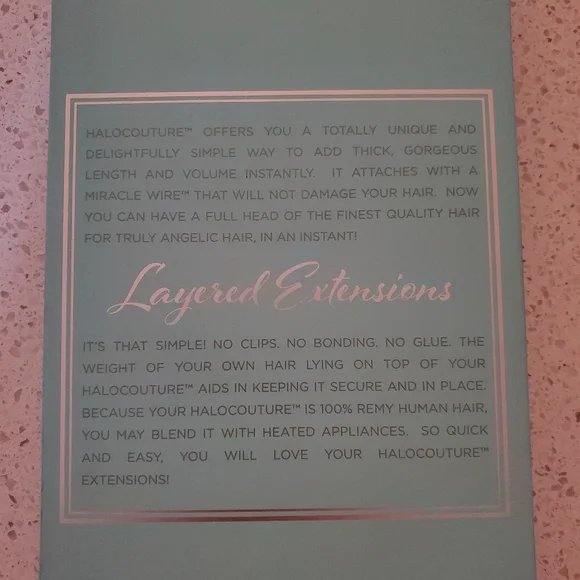 HALOCOUTURE™ OFFERS YOU A TOTALLY UNIQUE AND
DELIGHTFULLY SIMPLE WAY TO ADD THICK, GORGEOUS
LENGTH AND VOLUME INSTANTLY. IT ATTACHES WITH A
MIRACLE WIRE™ THAT WILL NOT DAMAGE YOUR HAIR. NOW
YOU CAN HAVE A FULL HEAD OF THE FINEST QUALITY HAIR
FOR TRULY ANGELIC HAIR, IN AN INSTANT!
Layered Extensions
IT'S THAT SIMPLE! NO CLIPS. NO BONDING. NO GLUE. THE
WEIGHT OF YOUR OWN HAIR LYING ON TOP OF YOUR
HALOCOUTURE™ AIDS IN KEEPING IT SECURE AND IN PLACE.
BECAUSE YOUR HALOCOUTURE™ IS 100% REMY HUMAN HAIR,
YOU MAY BLEND IT WITH HEATED APPLIANCES. SO QUICK
AND EASY, YOU WILL LOVE YOUR HALOCOUTURE™
EXTENSIONS!